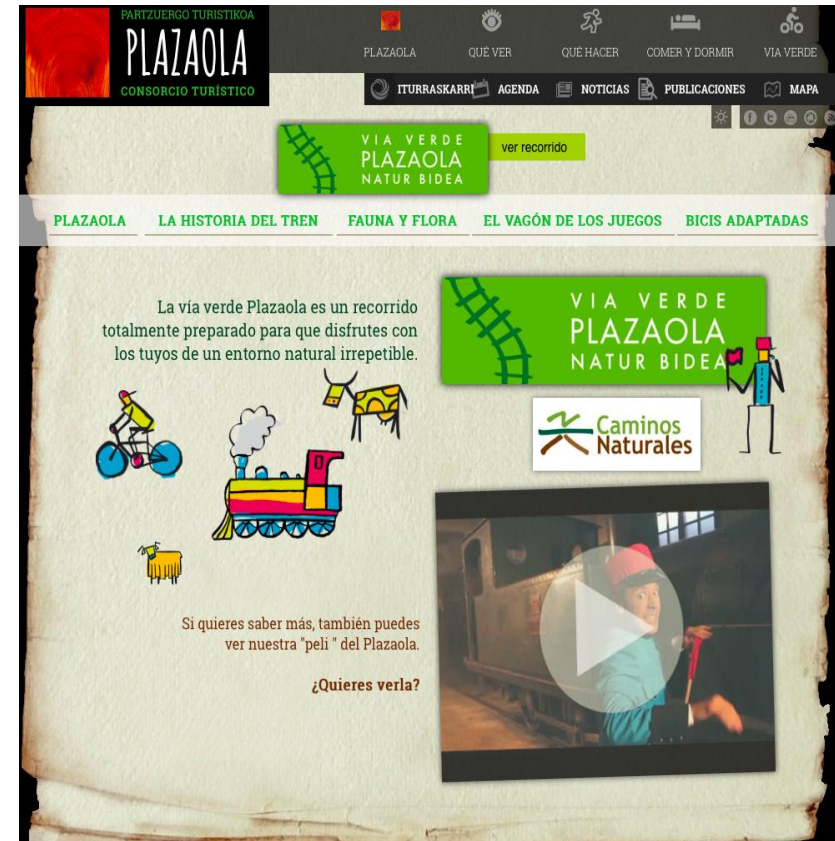 PARTZUERGO TURISTIKOA
PLAZAOLA
CONSORCIO TURÍSTICO
PLAZAOLA
QUÉ VER
QUÉ HACER
COMER Y DORMIR
VIA VERDE
ITURRASKARRI
AGENDA
NOTICIAS
PUBLICACIONES
MAPA
VIA VERDE
PLAZAOLA
NATUR BIDEA
ver recorrido
PLAZAOLA
LA HISTORIA DEL TREN
FAUNA Y FLORA
EL VAGÓN DE LOS JUEGOS
BICIS ADAPTADAS
La vía verde Plazaola es un recorrido
totalmente preparado para que disfrutes con
los tuyos de un entorno natural irrepetible.
VIA VERDE
PLAZAOLA
NATUR BIDEA
Caminos
Naturales
Si quieres saber más, también puedes
ver nuestra "peli " del Plazaola.
¿Quieres verla?